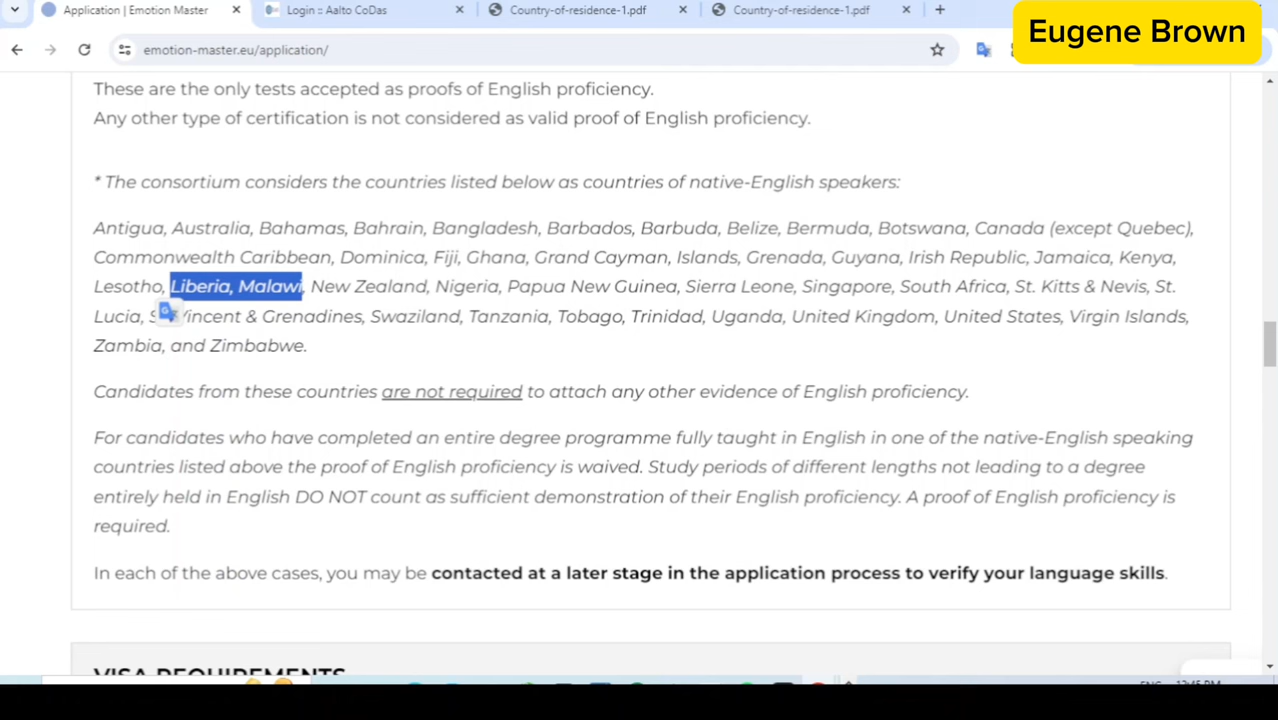 Application | Emotion Master
Login :: Aalto CoDas
Country-of-residence-1.pdf
Country-of-residence-1.pdf
Eugene Brown
emotion-master.eu/application/
These are the only tests accepted as proofs of English proficiency.
Any other type of certification is not considered as valid proof of English proficiency.
* The consortium considers the countries listed below as countries of native-English speakers:
Antigua, Australia, Bahamas, Bahrain, Bangladesh, Barbados, Barbuda, Belize, Bermuda, Botswana, Canada (except Quebec),
Commonwealth Caribbean, Dominica, Fiji, Ghana, Grand Cayman, Islands, Grenada, Guyana, Irish Republic, Jamaica, Kenya,
Lesotho, Liberia, Malawi, New Zealand, Nigeria, Papua New Guinea, Sierra Leone, Singapore, South Africa, St. Kitts & Nevis, St.
Lucia, Vincent & Grenadines, Swaziland, Tanzania, Tobago, Trinidad, Uganda, United Kingdom, United States, Virgin Islands,
Zambia, and Zimbabwe.
Candidates from these countries are not required to attach any other evidence of English proficiency.
For candidates who have completed an entire degree programme fully taught in English in one of the native-English speaking
countries listed above the proof of English proficiency is waived. Study periods of different lengths not leading to a degree
entirely held in English DO NOT count as sufficient demonstration of their English proficiency. A proof of English proficiency is
required.
In each of the above cases, you may be contacted at a later stage in the application process to verify your language skills.
VISA REQUIREMENTS
ENG 12:45 PM